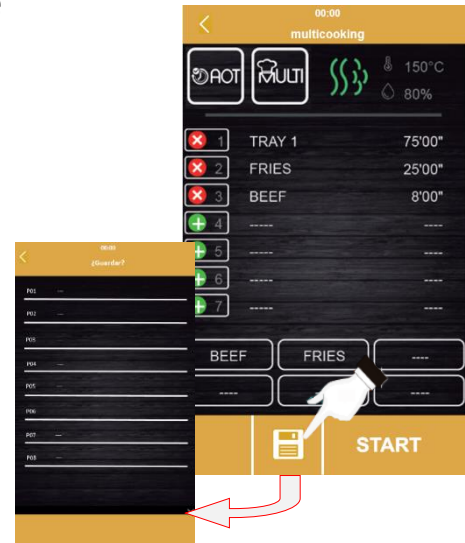 00:00
multicooking
AOT MULTI 150°C
80%
1 TRAY 1 75'00"
2 FRIES 25'00"
3 BEEF 8'00"
4 ----- ----
5 ----- ----
6 ----- ----
7 ----- ----
BEEF FRIES ----
---- ----
START
00:00
¿Guardar?
P01 ---
P02 ---
P03
P04 ---
P05 ---
P06
P07 ---
P08 ---